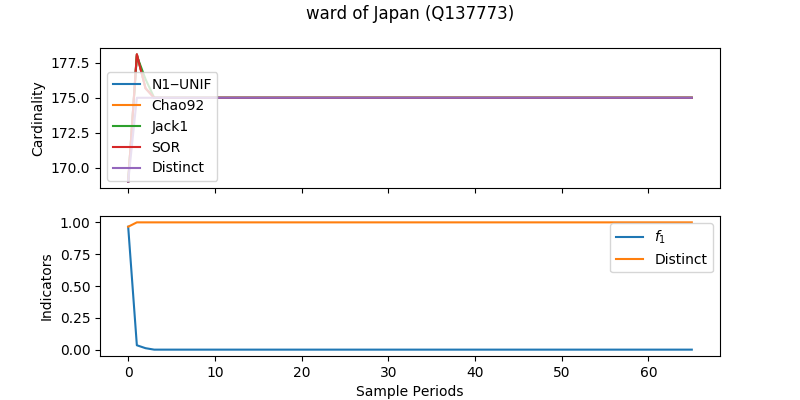 ward of Japan (Q137773)
177.5
175.0
172.5
170.0
Cardinality
N1−UNIF
Chao92
Jack1
SOR
Distinct
1.00
0.75
0.50
0.25
0.00
Indicators
f1
Distinct
0 10 20 30 40 50 60
Sample Periods